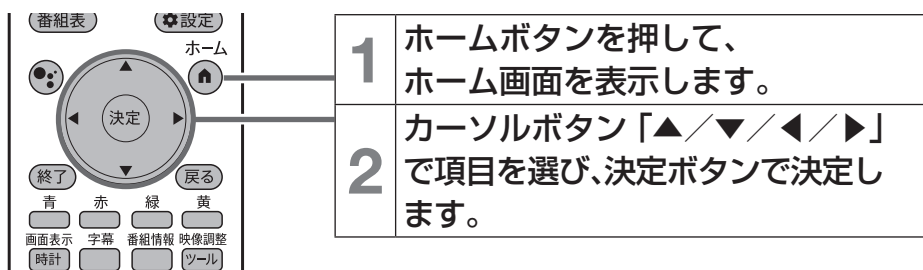 番組表
設定
ホーム
決定
終了
戻る
青 赤 緑 黄
画面表示 字幕 番組情報 映像調整
時計
ツール
1
ホームボタンを押して、
ホーム画面を表示します。
2
カーソルボタン「▲／▼／◀／▶」
で項目を選び、決定ボタンで決定し
ます。